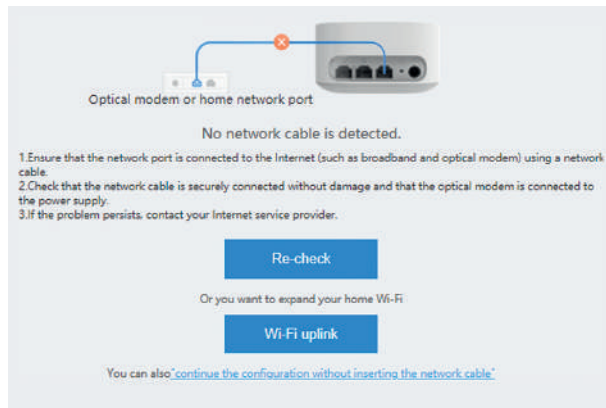 Optical modem or home network port
No network cable is detected.
1.Ensure that the network port is connected to the Internet (such as broadband and optical modem) using a network
cable.
2.Check that the network cable is securely connected without damage and that the optical modem is connected to
the power supply.
3.If the problem persists, contact your Internet service provider.
Re-check
Or you want to expand your home Wi-Fi
Wi-Fi uplink
You can also"continue the configuration without inserting the network cable"